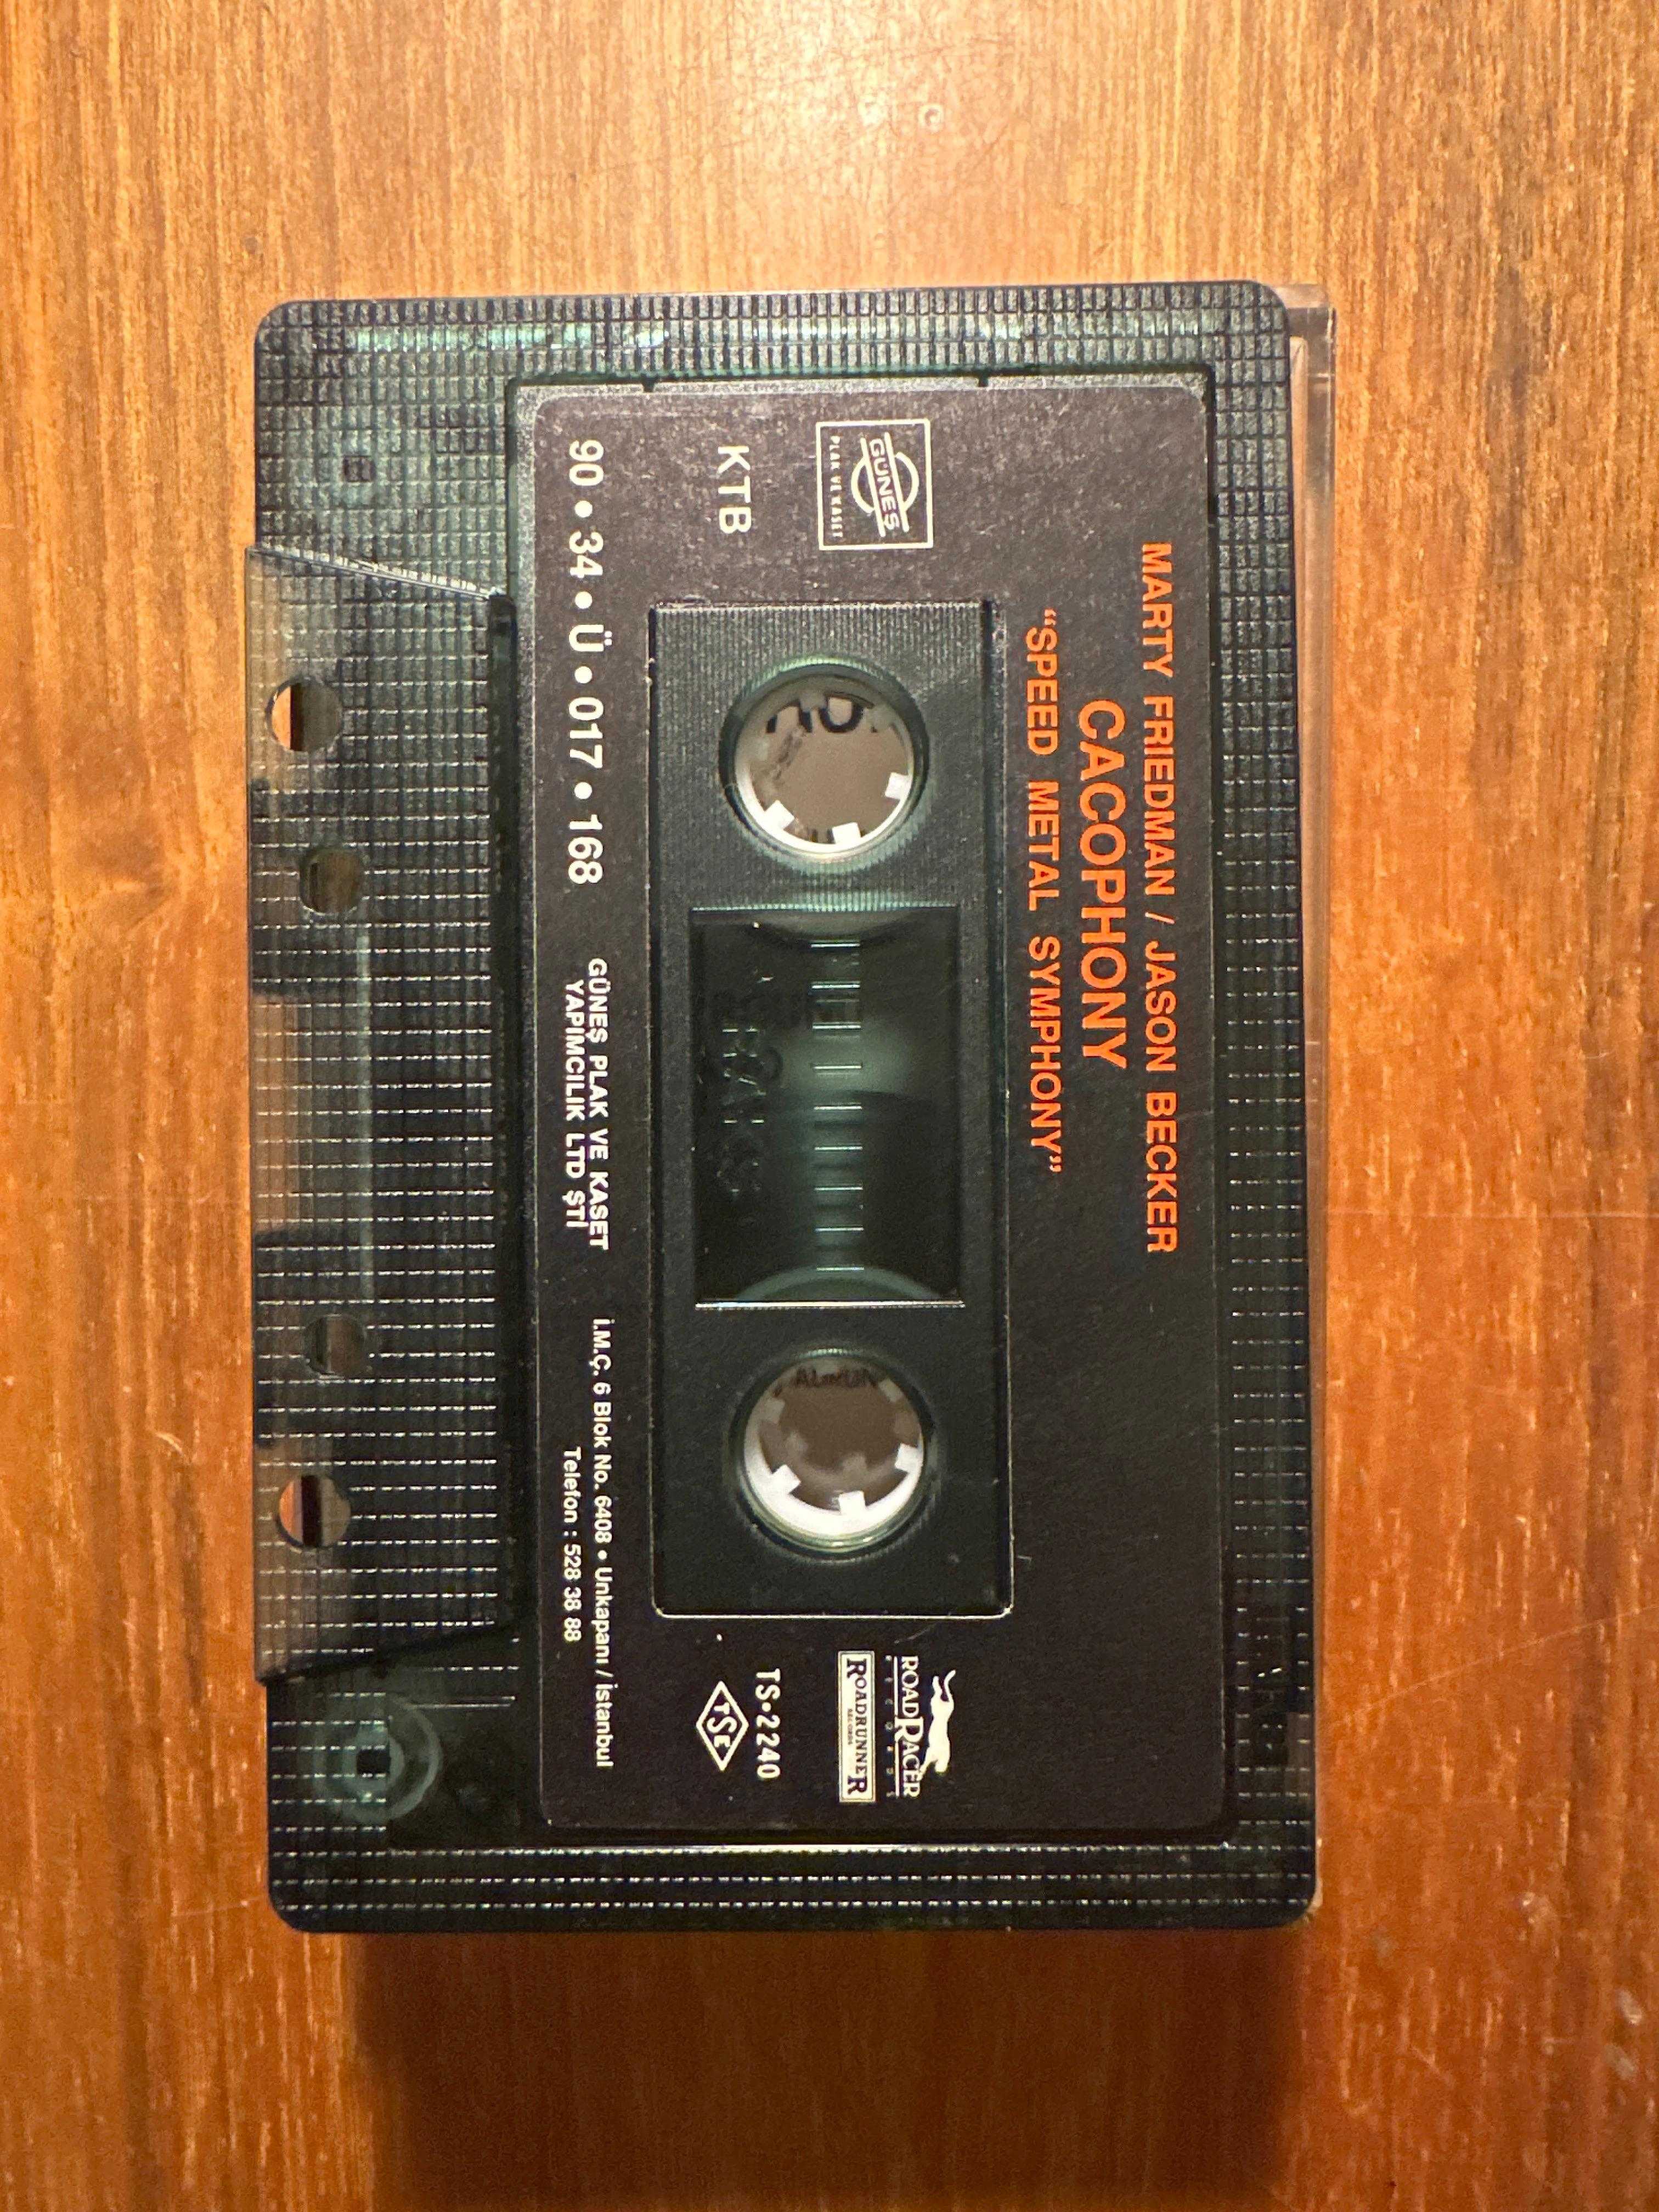 MARTY FRIEDMAN / JASON BECKER
CACOPHONY
“SPEED METAL SYMPHONY”
GÜNEŞ
PLAK VE KASET
KTB
ROADRACER
RECORDS
ROADRUNNER
RECORDS
TS•2240
TSE
90 • 34 • Ü • 017 • 168
GÜNEŞ PLAK VE KASET
YAPIMCILIK LTD ŞTİ
İ.M.Ç. 6 Blok No. 6408 • Unkapanı / İstanbul
Telefon : 528 38 88